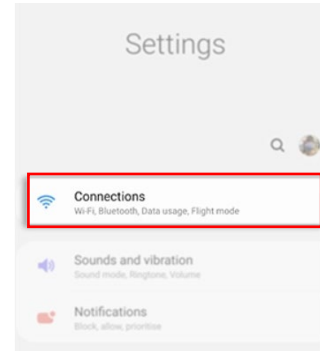 Settings
Connections
Wi-Fi, Bluetooth, Data usage, Flight mode
Sounds and vibration
Sound mode, Ringtone, Volume
Notifications
Block, allow, prioritise